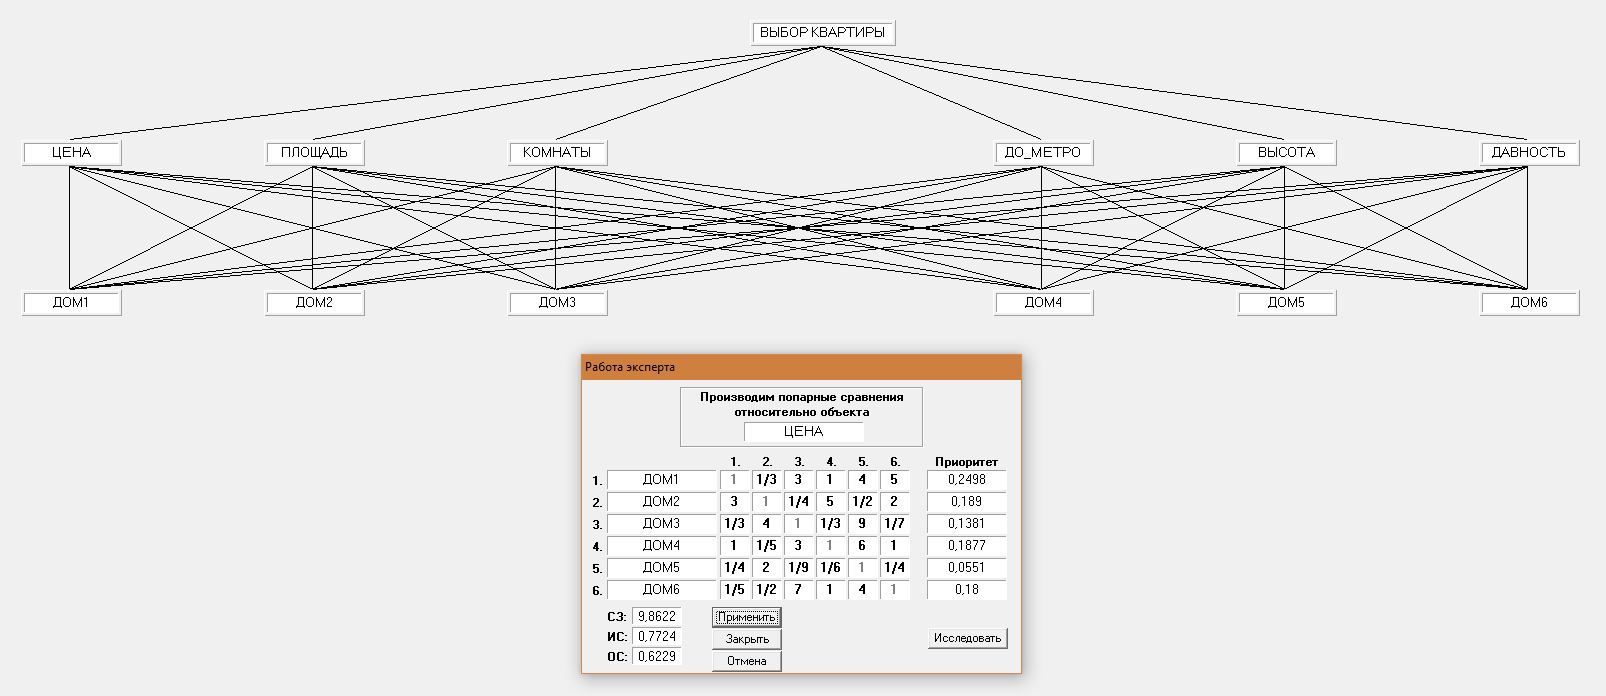 ВЫБОР КВАРТИРЫ
ЦЕНА ПЛОЩАДЬ КОМНАТЫ ДО_МЕТРО ВЫСОТА ДАВНОСТЬ
ДОМ1 ДОМ2 ДОМ3 ДОМ4 ДОМ5 ДОМ6
Работа эксперта
Производим попарные сравнения
относительно объекта
ЦЕНА
1. 2. 3. 4. 5. 6. Приоритет
1. ДОМ1 1 1/3 3 1 4 5 0,2498
2. ДОМ2 3 1 1/4 5 1/2 2 0,189
3. ДОМ3 1/3 4 1 1/3 9 1/7 0,1381
4. ДОМ4 1 1/5 3 1 6 1 0,1877
5. ДОМ5 1/4 2 1/9 1/6 1 1/4 0,0551
6. ДОМ6 1/5 1/2 7 1 4 1 0,18
СЗ: 9,8622 Применить
ИС: 0,7724 Закрыть Исследовать
ОС: 0,6229 Отмена